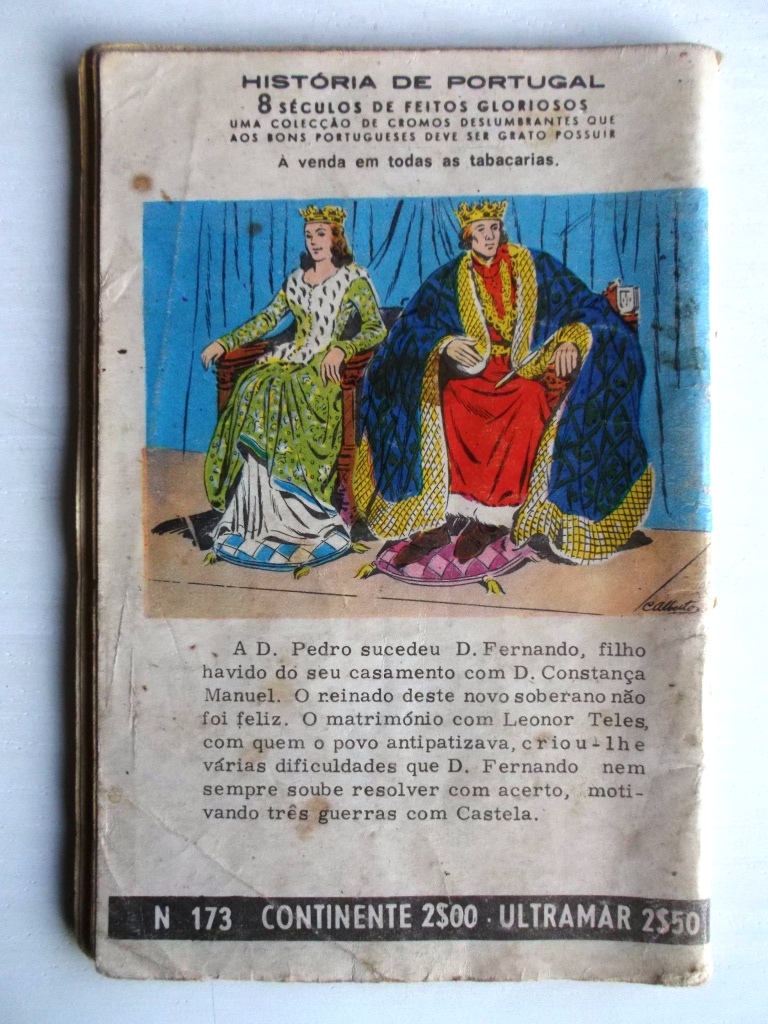 HISTÓRIA DE PORTUGAL
8 SÉCULOS DE FEITOS GLORIOSOS
UMA COLECÇÃO DE CROMOS DESLUMBRANTES QUE
AOS BONS PORTUGUESES DEVE SER GRATO POSSUIR
À venda em todas as tabacarias.
C. Alberto
A D. Pedro sucedeu D. Fernando, filho
havido do seu casamento com D. Constança
Manuel. O reinado deste novo soberano não
foi feliz. O matrimónio com Leonor Teles,
com quem o povo antipatizava, criou-lhe
várias dificuldades que D. Fernando nem
sempre soube resolver com acerto, moti-
vando três guerras com Castela.
N 173 CONTINENTE 2$00 · ULTRAMAR 2$50